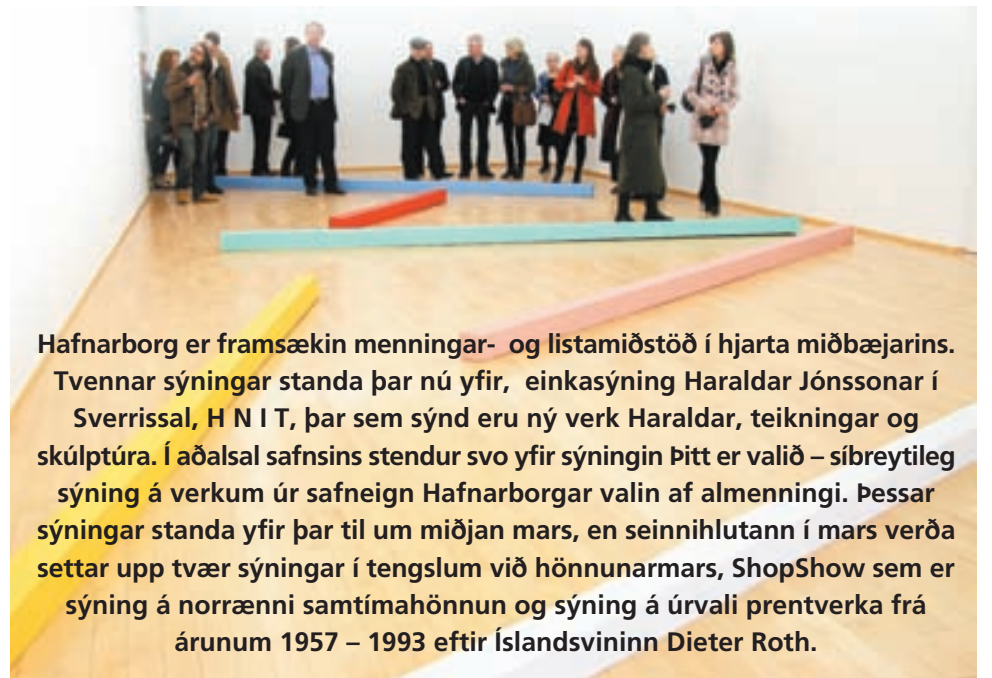 Hafnarborg er framsækin menningar- og listamiðstöð í hjarta miðbæjarins.
Tvennar sýningar standa þar nú yfir, einkasýning Haraldar Jónssonar í
Sverrissal, H N I T, þar sem sýnd eru ný verk Haraldar, teikningar og
skúlptúra. Í aðalsal safnsins stendur svo yfir sýningin Þitt er valið – síbreytileg
sýning á verkum úr safneign Hafnarborgar valin af almenningi. Þessar
sýningar standa yfir þar til um miðjan mars, en seinnihlutann í mars verða
settar upp tvær sýningar í tengslum við hönnunarmars, ShopShow sem er
sýning á norrænni samtímahönnun og sýning á úrvali prentverka frá
árunum 1957 – 1993 eftir Íslandsvininn Dieter Roth.